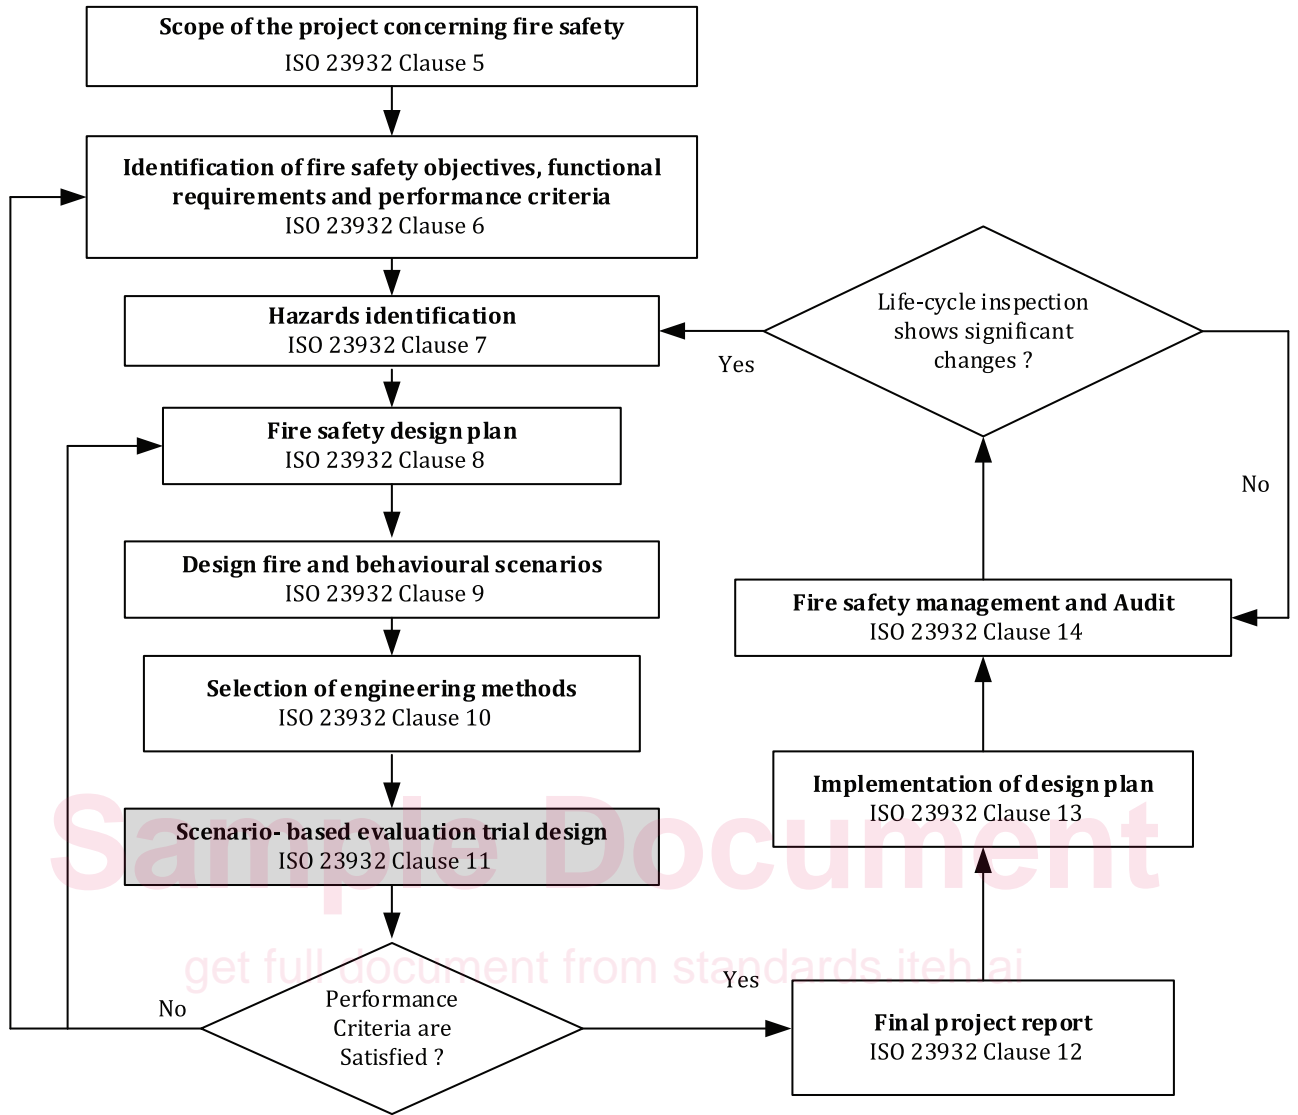 Scope of the project concerning fire safety
ISO 23932 Clause 5
Identification of fire safety objectives, functional
requirements and performance criteria
ISO 23932 Clause 6
Hazards identification
ISO 23932 Clause 7
Fire safety design plan
ISO 23932 Clause 8
Design fire and behavioural scenarios
ISO 23932 Clause 9
Selection of engineering methods
ISO 23932 Clause 10
Scenario- based evaluation trial design
ISO 23932 Clause 11
Performance
Criteria are
Satisfied ?
No
Yes
Final project report
ISO 23932 Clause 12
Implementation of design plan
ISO 23932 Clause 13
Fire safety management and Audit
ISO 23932 Clause 14
Life-cycle inspection
shows significant
changes ?
Yes
No
Sample Document
get full document from standards.iteh.ai